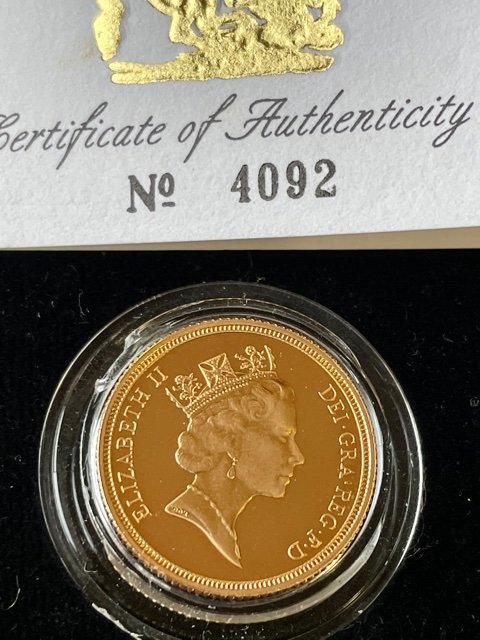 Certificate of Authenticity
No 4092
ELIZABETH II
DEI·GRA·REG·F·D